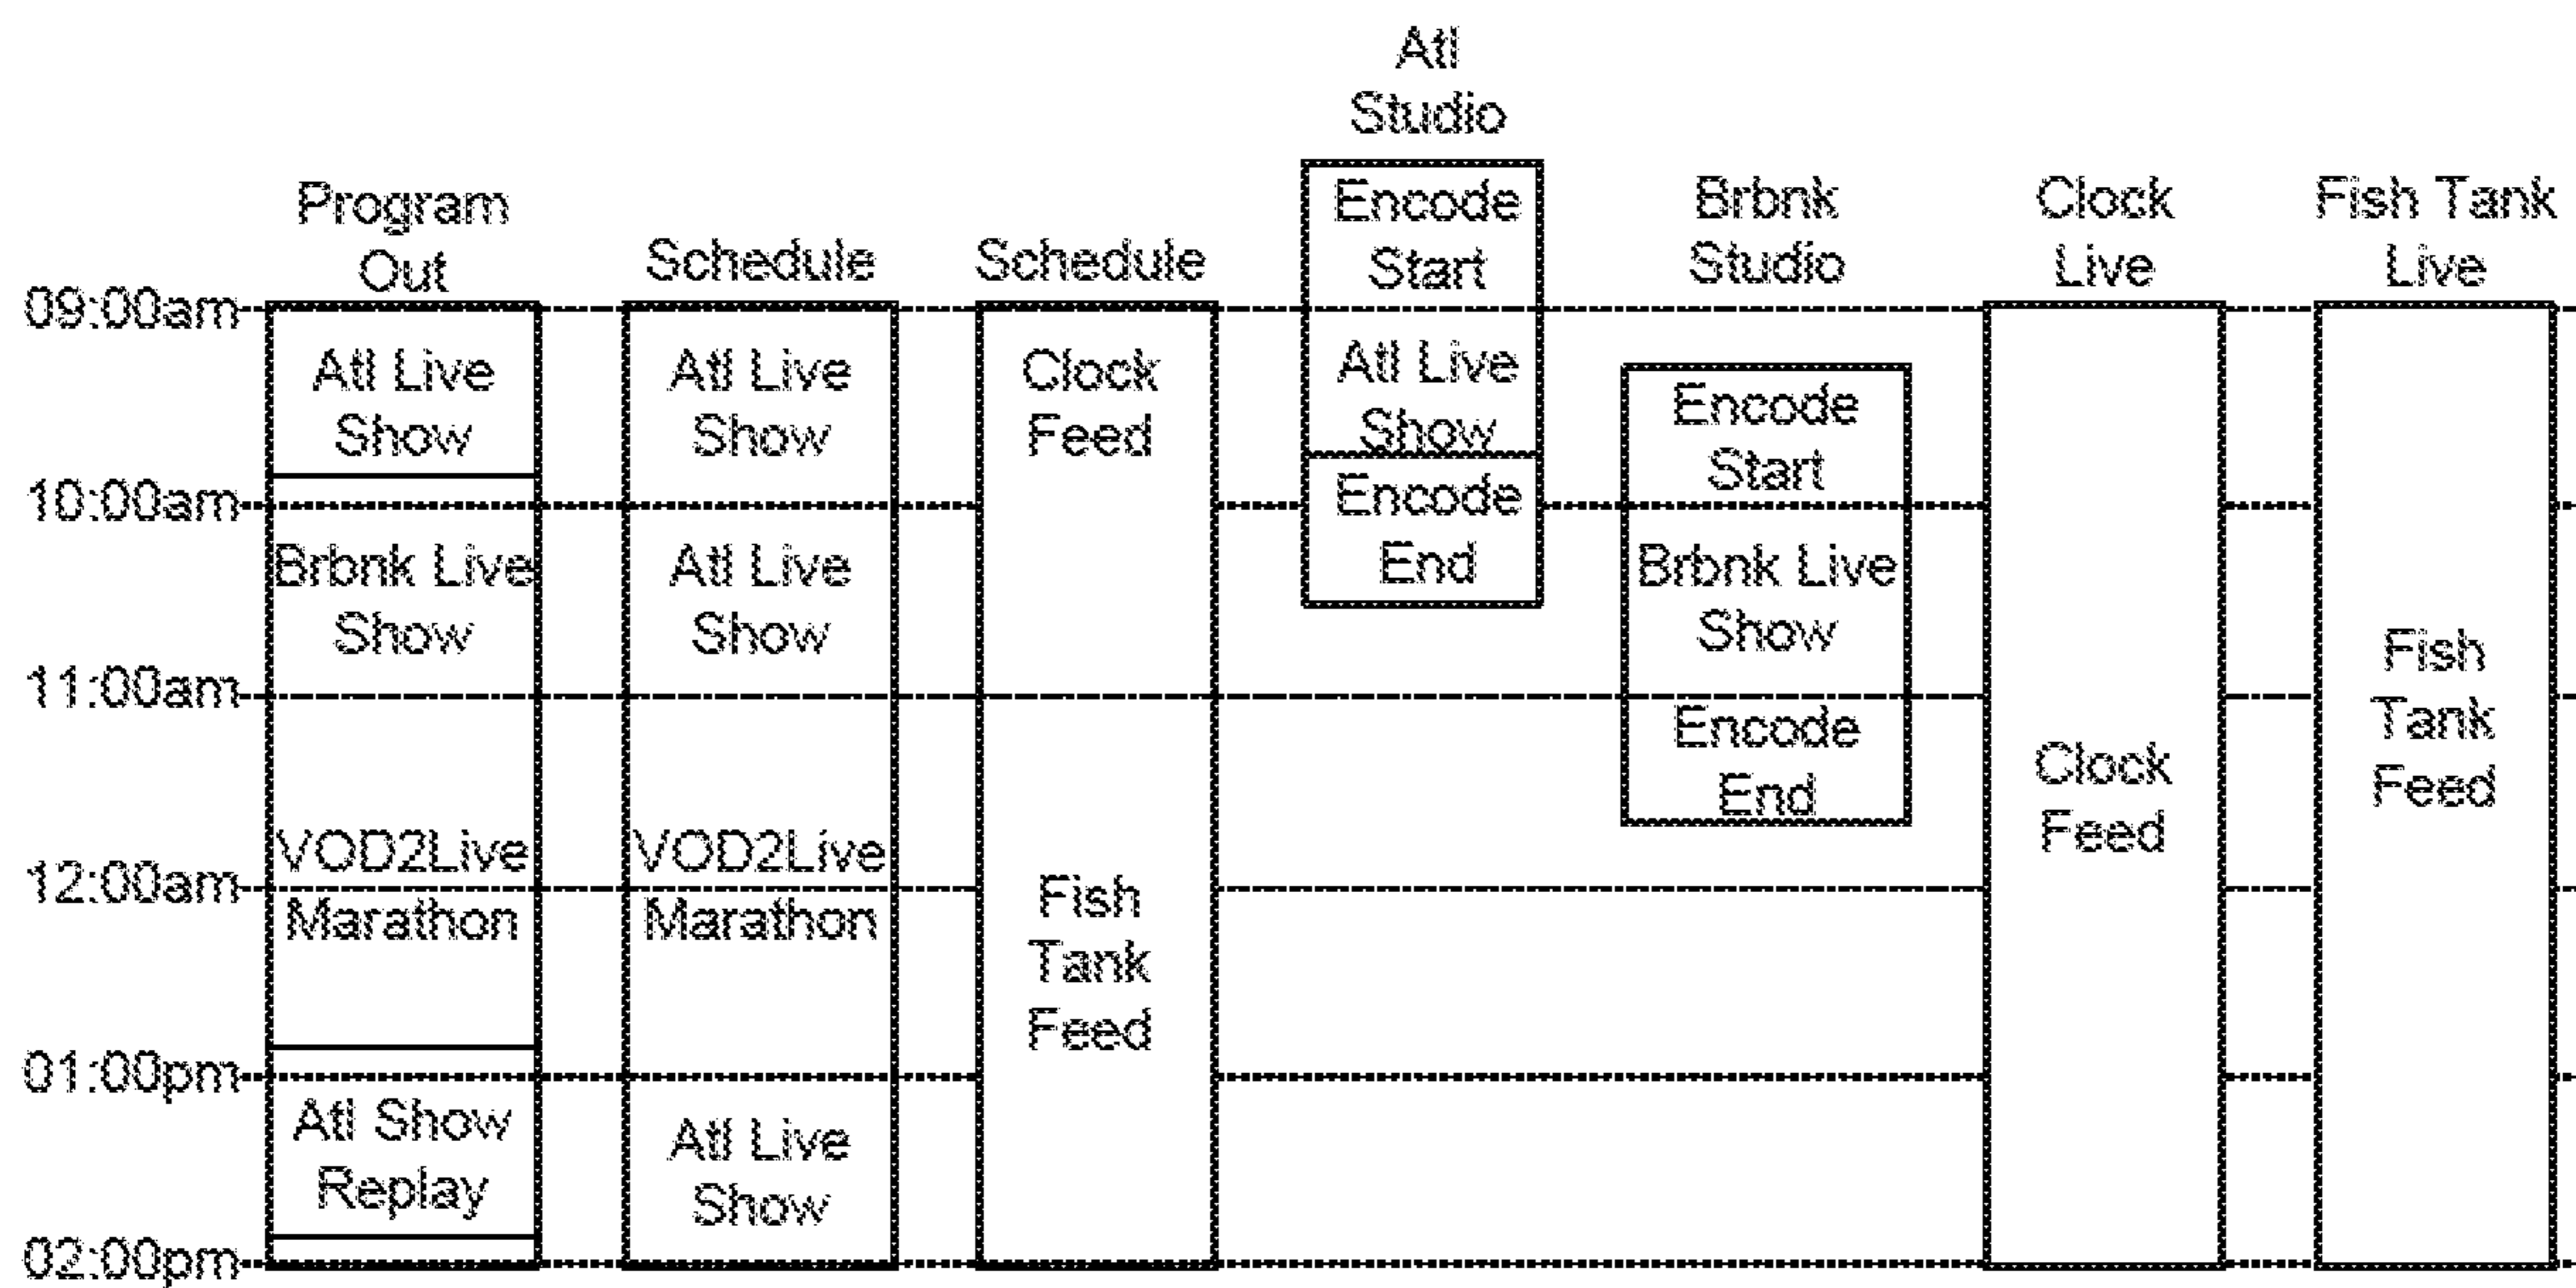 Atl
Studio
Program
Out
Schedule
Schedule
Encode
Start
Brbnk
Studio
Clock
Live
Fish Tank
Live
09:00am
Atl Live
Show
Atl Live
Show
Clock
Feed
Atl Live
Show
Encode
Start
10:00am
Encode
End
Brbnk Live
Show
Atl Live
Show
Brbnk Live
Show
11:00am
Encode
End
Clock
Feed
Fish
Tank
Feed
12:00am
VOD2Live
Marathon
VOD2Live
Marathon
Fish
Tank
Feed
01:00pm
Atl Show
Replay
Atl Live
Show
02:00pm